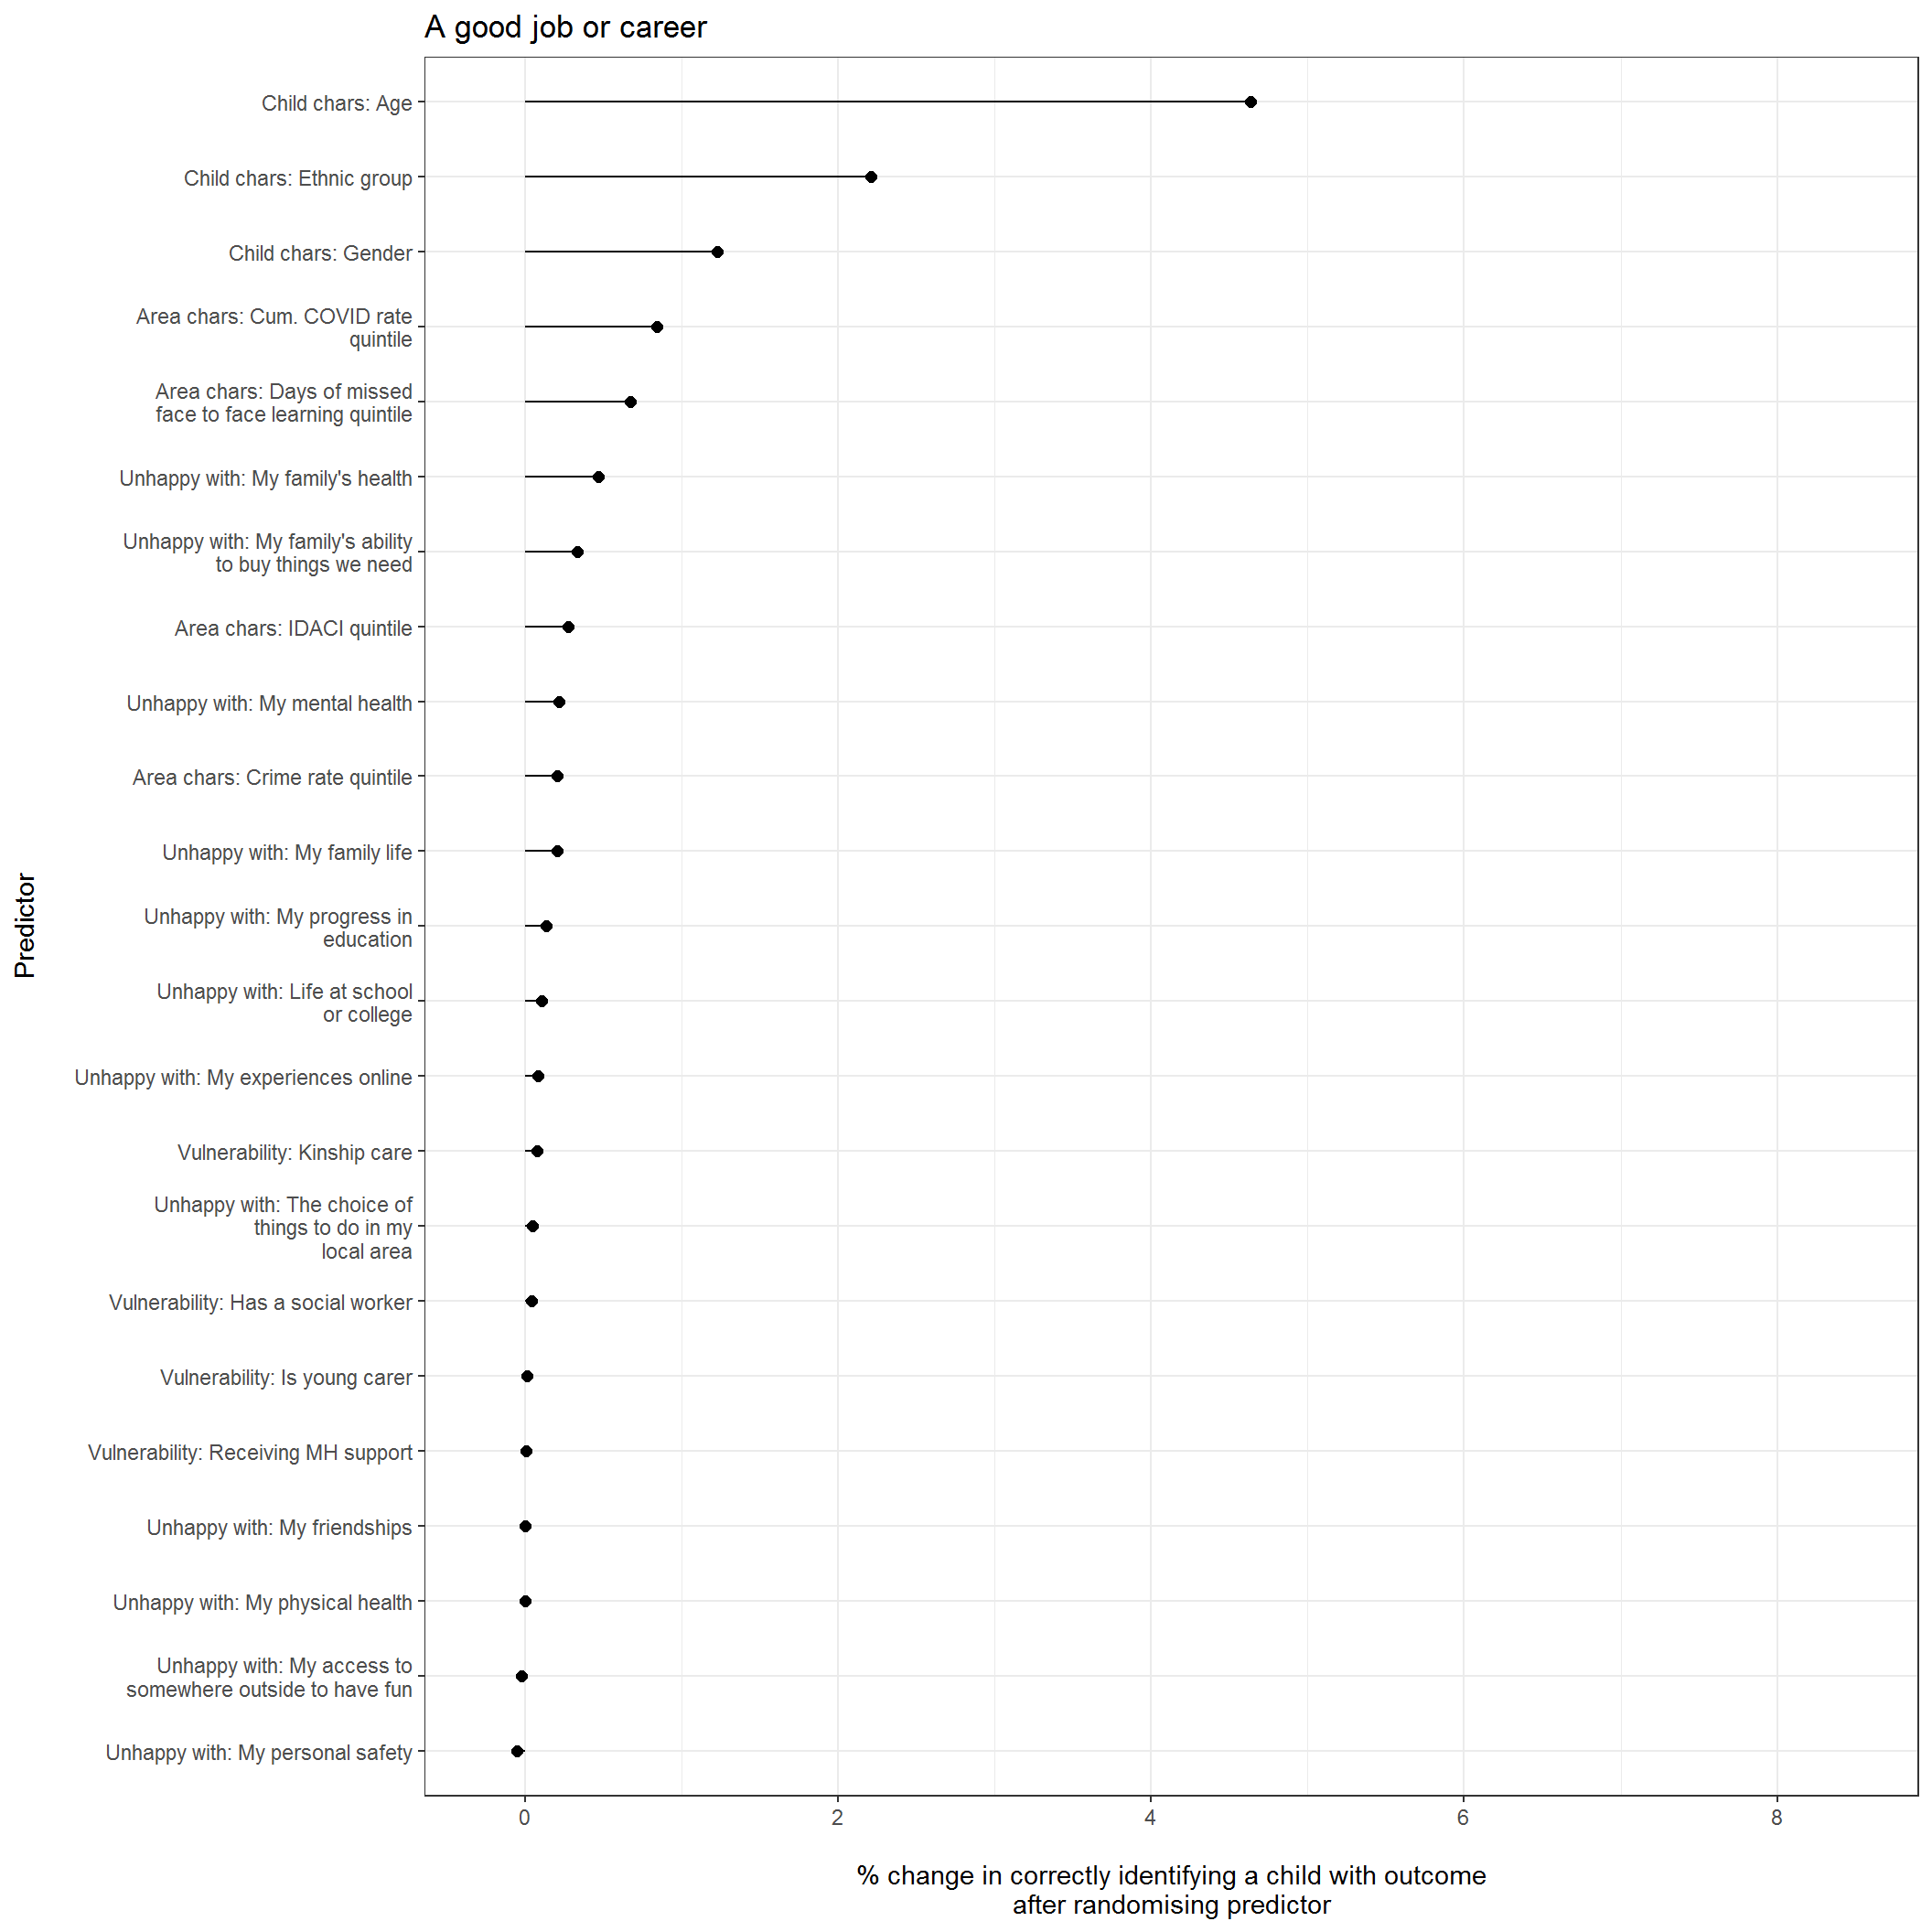 A good job or career
Child chars: Age
Child chars: Ethnic group
Child chars: Gender
Area chars: Cum. COVID rate
quintile
Area chars: Days of missed
face to face learning quintile
Unhappy with: My family's health
Unhappy with: My family's ability
to buy things we need
Area chars: IDACI quintile
Unhappy with: My mental health
Area chars: Crime rate quintile
Unhappy with: My family life
Unhappy with: My progress in
education
Unhappy with: Life at school
or college
Unhappy with: My experiences online
Vulnerability: Kinship care
Unhappy with: The choice of
things to do in my
local area
Vulnerability: Has a social worker
Vulnerability: Is young carer
Vulnerability: Receiving MH support
Unhappy with: My friendships
Unhappy with: My physical health
Unhappy with: My access to
somewhere outside to have fun
Unhappy with: My personal safety
Predictor
0 2 4 6 8
% change in correctly identifying a child with outcome
after randomising predictor